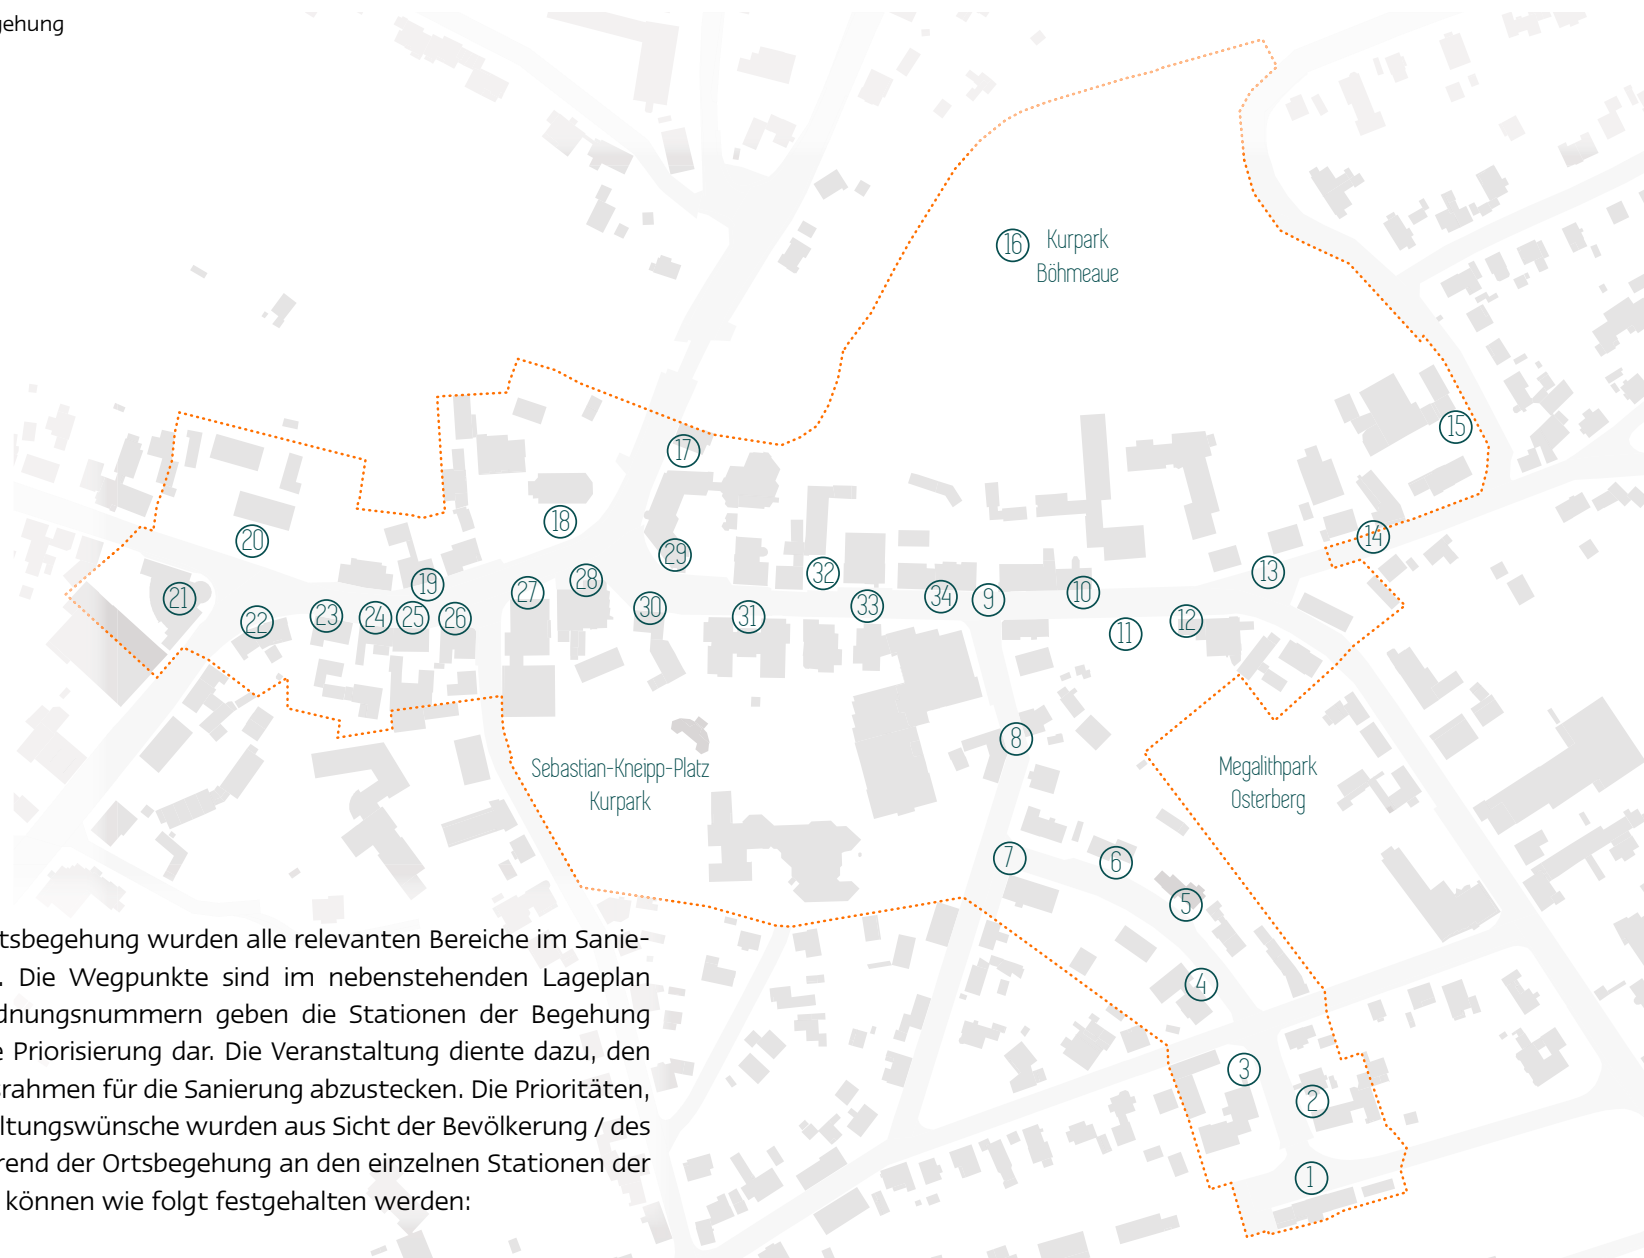 gehung
16 Kurpark
Böhmeaue
15
17
14
18
20
29
13
32
28
19
27
10
34
21
9
33
30
23
31
24
25
26
12
22
11
8
Sebastian-Kneipp-Platz
Kurpark
Megalithpark
Osterberg
7
6
5
4
3
2
1
tsbegehung wurden alle relevanten Bereiche im Sanie-
. Die Wegpunkte sind im nebenstehenden Lageplan
dnungsnummern geben die Stationen der Begehung
e Priorisierung dar. Die Veranstaltung diente dazu, den
srahmen für die Sanierung abzustecken. Die Prioritäten,
ltungswünsche wurden aus Sicht der Bevölkerung / des
rend der Ortsbegehung an den einzelnen Stationen der
können wie folgt festgehalten werden: